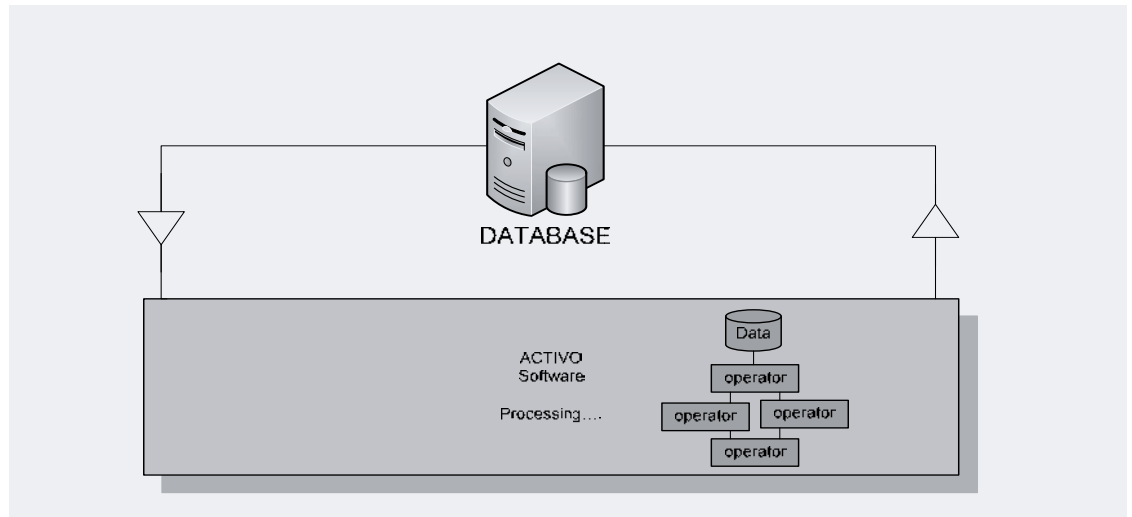 DATABASE
ACTIVO
Software
Processing....
Data
operator
operator
operator
operator